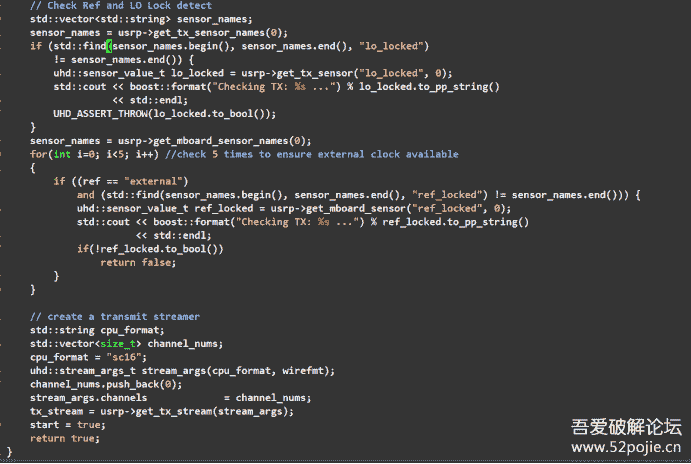 // Check Ref and LO Lock detect
std::vector<std::string> sensor_names;
sensor_names = usrp->get_tx_sensor_names(0);
if (std::find(sensor_names.begin(), sensor_names.end(), "lo_locked")
    != sensor_names.end()) {
    uhd::sensor_value_t lo_locked = usrp->get_tx_sensor("lo_locked", 0);
    std::cout << boost::format("Checking TX: %s ...") % lo_locked.to_pp_string()
              << std::endl;
    UHD_ASSERT_THROW(lo_locked.to_bool());
}
sensor_names = usrp->get_mboard_sensor_names(0);
for(int i=0; i<5; i++) //check 5 times to ensure external clock available
{
    if ((ref == "external")
        and (std::find(sensor_names.begin(), sensor_names.end(), "ref_locked") != sensor_names.end())) {
        uhd::sensor_value_t ref_locked = usrp->get_mboard_sensor("ref_locked", 0);
        std::cout << boost::format("Checking TX: %s ...") % ref_locked.to_pp_string()
                  << std::endl;
        if(!ref_locked.to_bool())
            return false;
    }
}
// create a transmit streamer
std::string cpu_format;
std::vector<size_t> channel_nums;
cpu_format = "sc16";
uhd::stream_args_t stream_args(cpu_format, wirefmt);
channel_nums.push_back(0);
stream_args.channels             = channel_nums;
tx_stream = usrp->get_tx_stream(stream_args);
start = true;
return true;
}
吾爱破解论坛
www.52pojie.cn